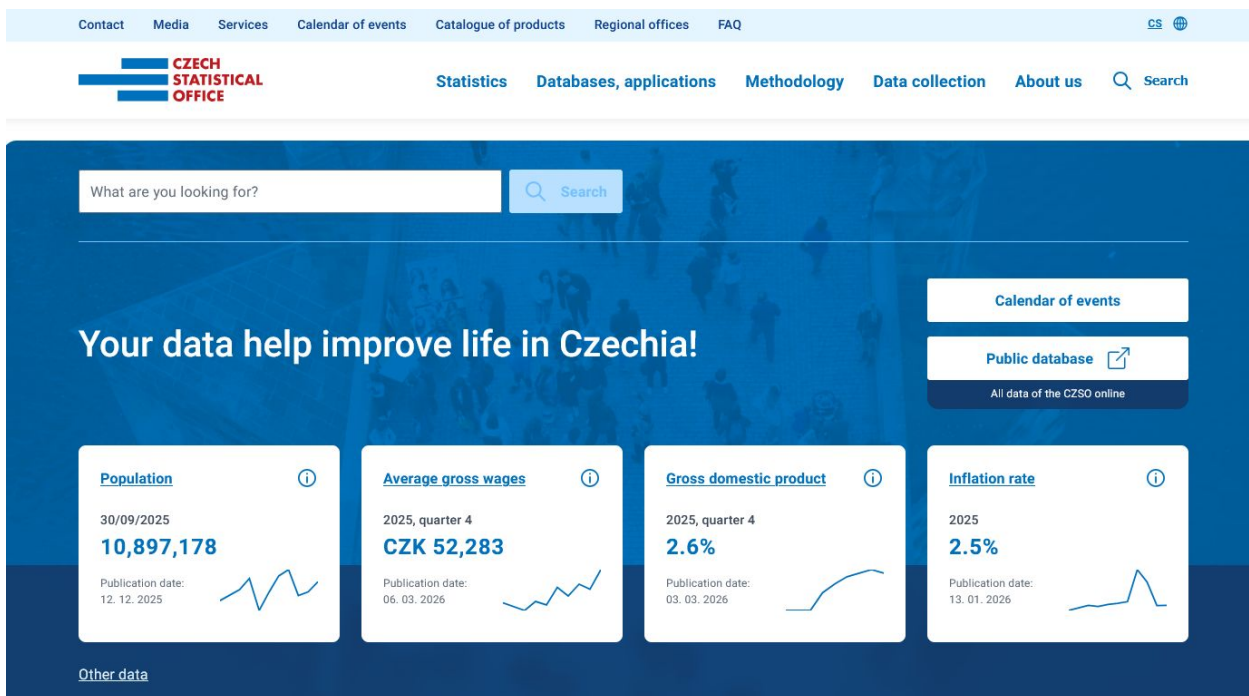 Contact Media Services Calendar of events Catalogue of products Regional offices FAQ CS
CZECH
STATISTICAL
OFFICE
Statistics Databases, applications Methodology Data collection About us Search
What are you looking for? Search
Calendar of events
Your data help improve life in Czechia!
Public database
All data of the CZSO online
Population
30/09/2025
10,897,178
Publication date:
12. 12. 2025
Average gross wages
2025, quarter 4
CZK 52,283
Publication date:
06. 03. 2026
Gross domestic product
2025, quarter 4
2.6%
Publication date:
03. 03. 2026
Inflation rate
2025
2.5%
Publication date:
13. 01. 2026
Other data